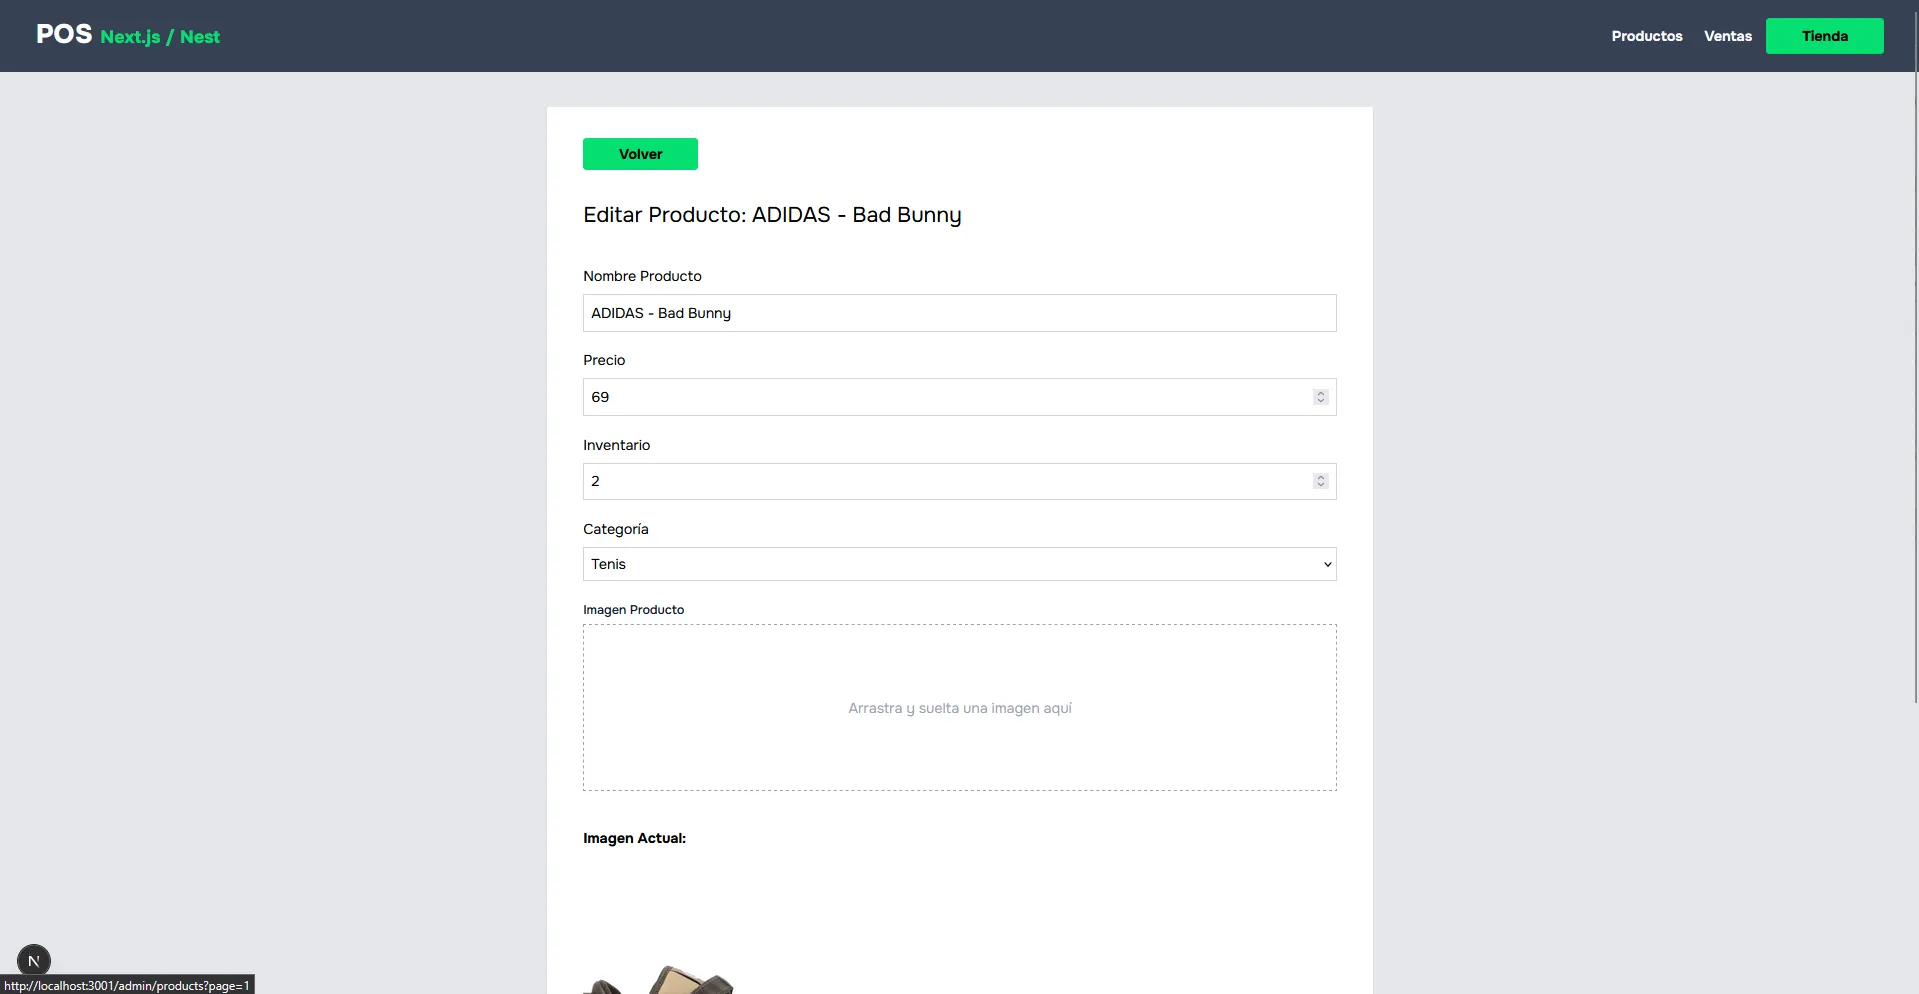 POS Next.js / Nest
Productos Ventas Tienda
Volver
Editar Producto: ADIDAS - Bad Bunny
Nombre Producto
ADIDAS - Bad Bunny
Precio
69
Inventario
2
Categoría
Tenis
Imagen Producto
Arrastra y suelta una imagen aquí
Imagen Actual:
N
http://localhost:3001/admin/products?page=1